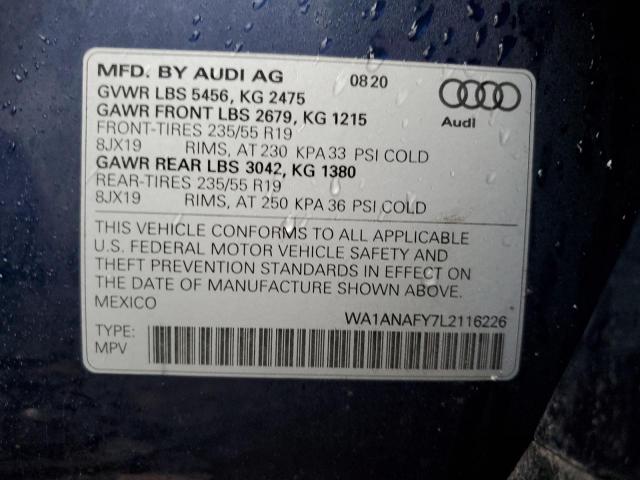 MFD. BY AUDI AG 0820
GVWR LBS 5456, KG 2475
GAWR FRONT LBS 2679, KG 1215
FRONT-TIRES 235/55 R19
8JX19 RIMS, AT 230 KPA 33 PSI COLD
GAWR REAR LBS 3042, KG 1380
REAR-TIRES 235/55 R19
8JX19 RIMS, AT 250 KPA 36 PSI COLD
Audi
THIS VEHICLE CONFORMS TO ALL APPLICABLE
U.S. FEDERAL MOTOR VEHICLE SAFETY AND
THEFT PREVENTION STANDARDS IN EFFECT ON
THE DATE OF MANUFACTURE SHOWN ABOVE.
MEXICO
WA1ANAFY7L2116226
TYPE:
MPV